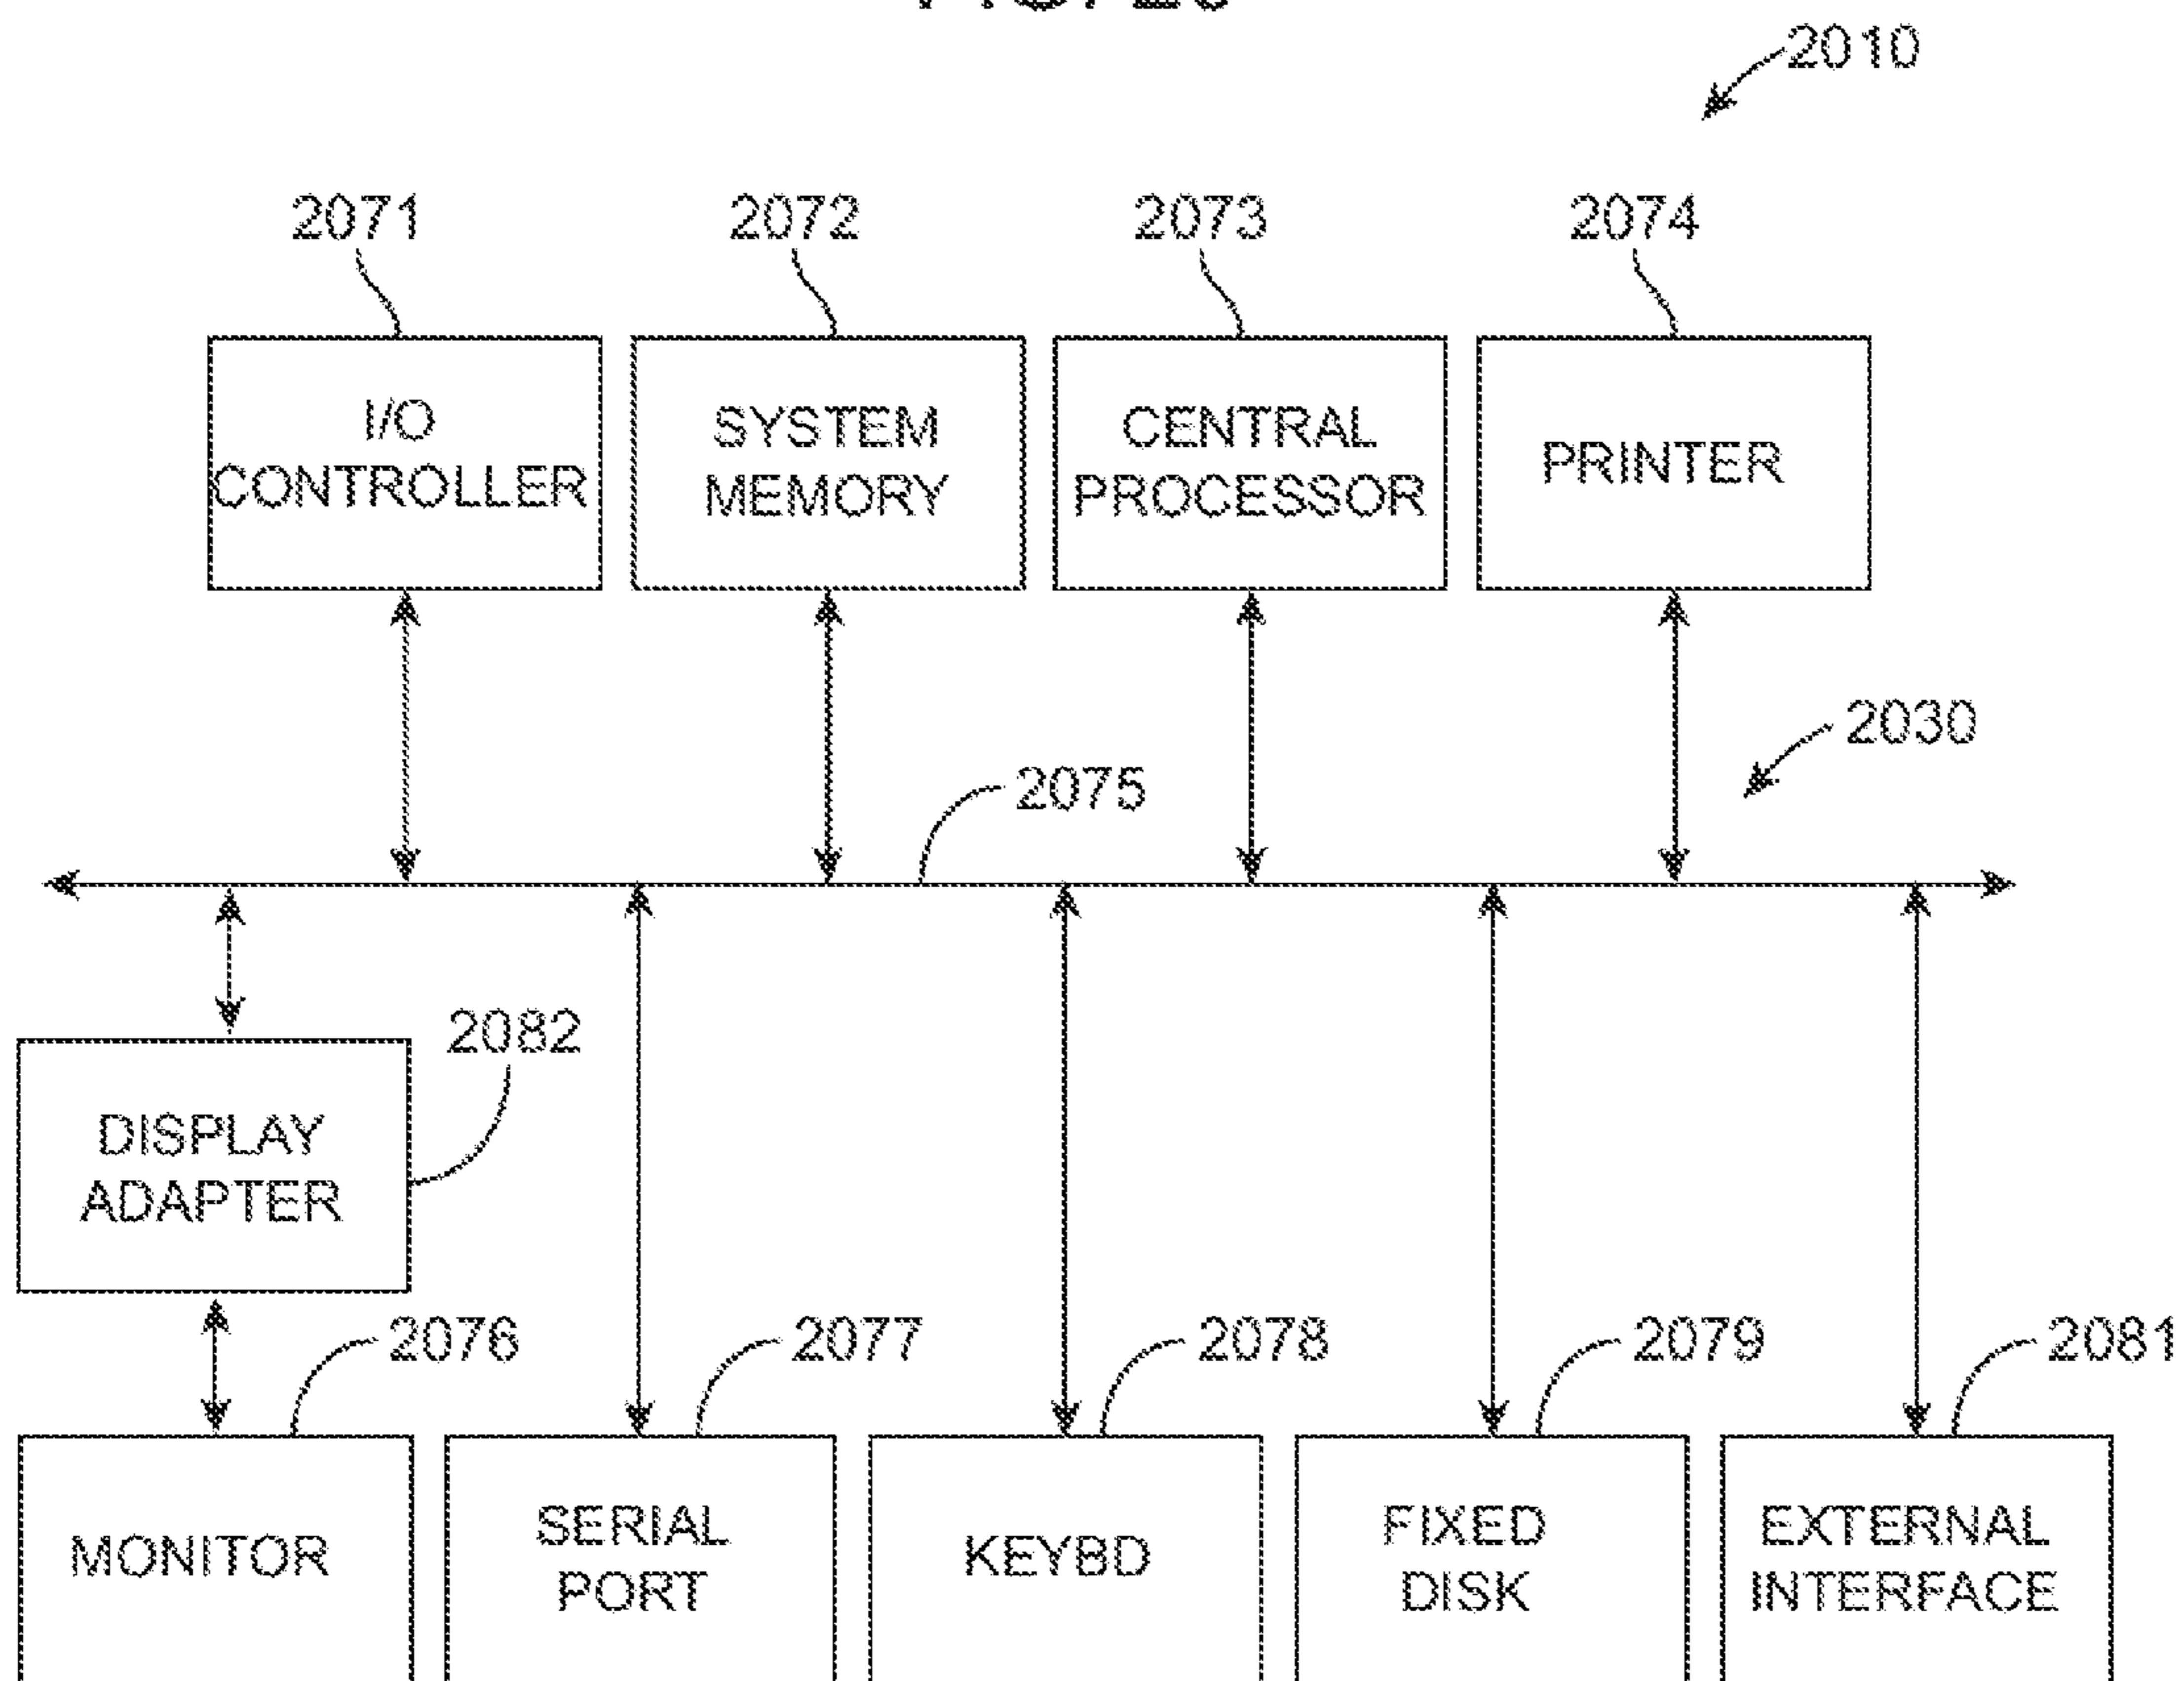 2010
2071
2072
2073
2074
I/O
CONTROLLER
SYSTEM
MEMORY
CENTRAL
PROCESSOR
PRINTER
2030
2075
2082
DISPLAY
ADAPTER
2076
2077
2078
2079
2081
MONITOR
SERIAL
PORT
KEYBD
FIXED
DISK
EXTERNAL
INTERFACE